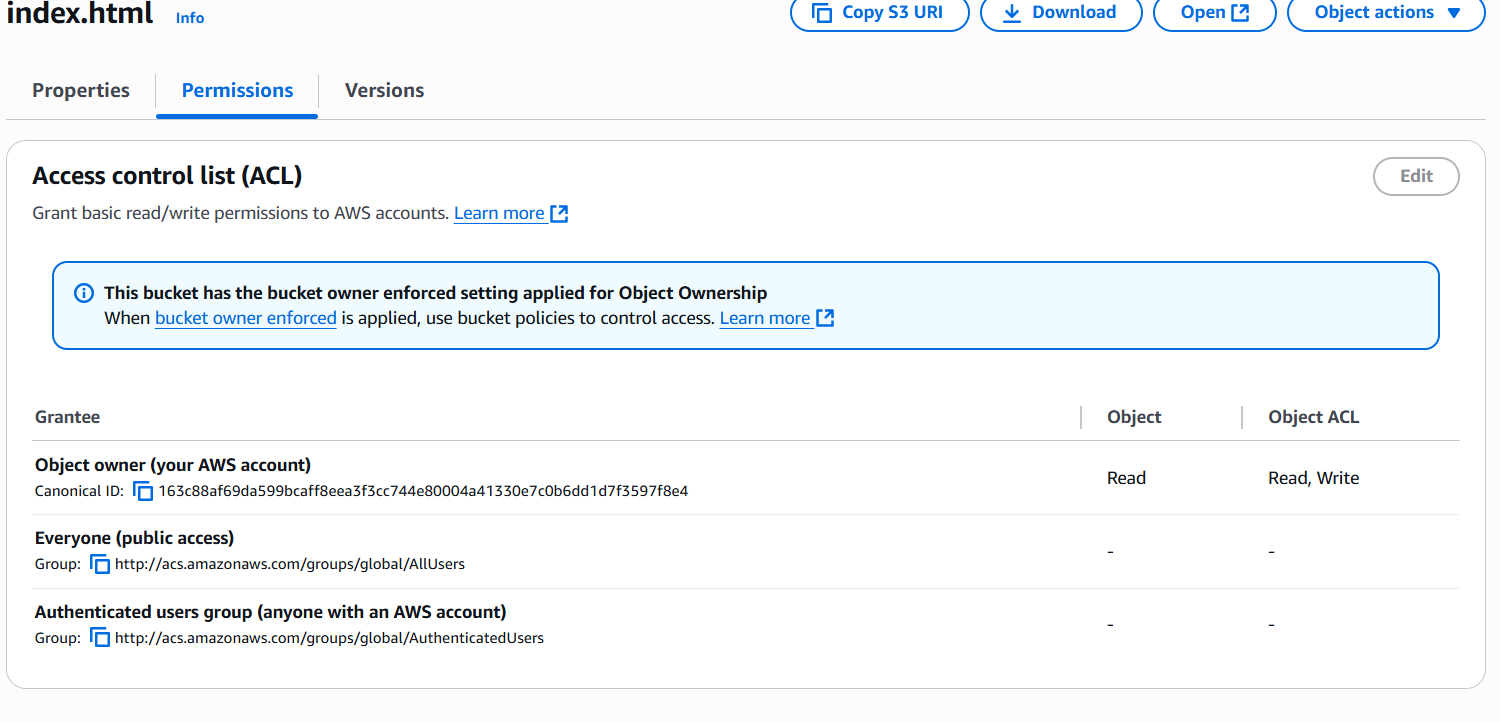 index.html Info
Copy S3 URI
Download
Open
Object actions
Properties
Permissions
Versions
Access control list (ACL)
Edit
Grant basic read/write permissions to AWS accounts. Learn more
This bucket has the bucket owner enforced setting applied for Object Ownership
When bucket owner enforced is applied, use bucket policies to control access. Learn more
Grantee
Object
Object ACL
Object owner (your AWS account)
Canonical ID: 163c88af69da599bcaff8eea3f3cc744e80004a41330e7c0b6dd1d7f3597f8e4
Read
Read, Write
Everyone (public access)
Group: http://acs.amazonaws.com/groups/global/AllUsers
-
-
Authenticated users group (anyone with an AWS account)
Group: http://acs.amazonaws.com/groups/global/AuthenticatedUsers
-
-